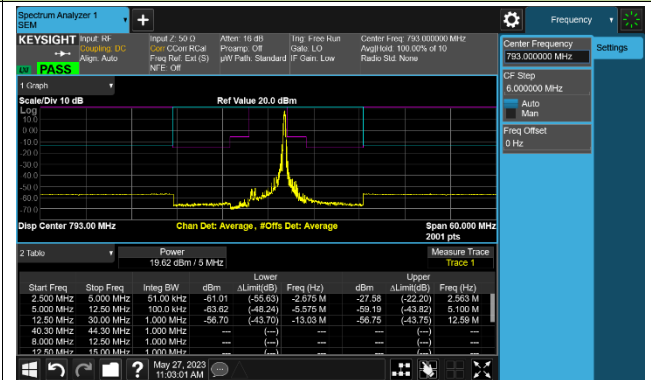 Spectrum Analyzer 1
SEM
Frequency
KEYSIGHT
Input: RF
Coupling: DC
Align: Auto
Input Z: 50 Ω
Corr CCorr RCal
Freq Ref: Ext (S)
NFE: Off
Atten: 16 dB
Preamp: Off
µW Path: Standard
Trig: Free Run
Gate: LO
IF Gain: Low
Center Freq: 793.000000 MHz
Avg|Hold: 100.00% of 10
Radio Std: None
PASS
Center Frequency
793.000000 MHz
Settings
CF Step
6.000000 MHz
Auto
Man
Freq Offset
0 Hz
1 Graph
Scale/Div 10 dB
Ref Value 20.0 dBm
Log
10.0
0.00
-10.0
-20.0
-30.0
-40.0
-50.0
-60.0
-70.0
Disp Center 793.00 MHz
Chan Det: Average, #Offs Det: Average
Span 60.000 MHz
2001 pts
2 Table
Power
19.62 dBm / 5 MHz
Measure Trace
Trace 1
Lower Upper
Start Freq Stop Freq Integ BW dBm ΔLimit(dB) Freq (Hz) dBm ΔLimit(dB) Freq (Hz)
2.500 MHz 5.000 MHz 51.00 kHz -61.01 (-55.63) -2.675 M -27.58 (-22.20) 2.563 M
5.000 MHz 12.50 MHz 100.0 kHz -63.62 (-48.24) -5.575 M -59.19 (-43.82) 5.100 M
12.50 MHz 30.00 MHz 1.000 MHz -56.70 (-43.70) -13.03 M -56.75 (-43.75) 12.59 M
40.30 MHz 44.30 MHz 1.000 MHz --- (---) --- --- (---) ---
8.000 MHz 12.50 MHz 1.000 MHz --- (---) --- --- (---) ---
12.50 MHz 15.00 MHz 1.000 MHz --- (---) --- --- (---) ---
May 27, 2023
11:03:01 AM